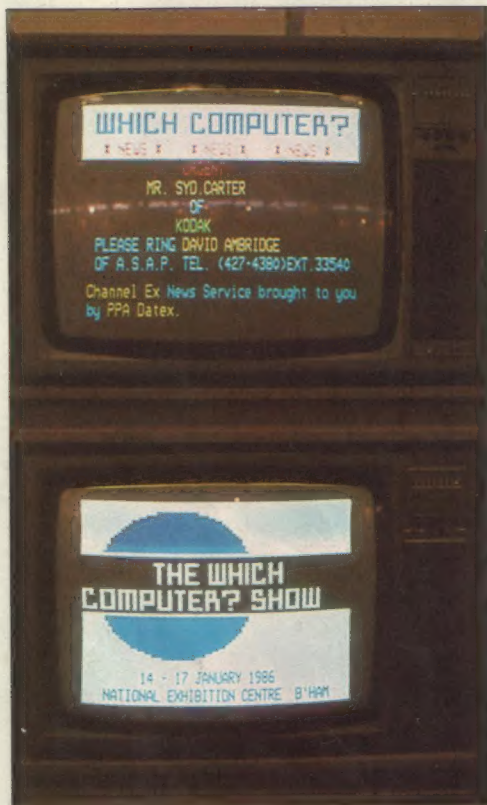 WHICH COMPUTER?
* NEWS * * NEWS * * NEWS *
URGENT
MR. SYD.CARTER
OF
KODAK
PLEASE RING DAVID AMBRIDGE
OF A.S.A.P. TEL. (427-4380)EXT.33540
Channel Ex News Service brought to you
by PPA Datex.
THE WHICH
COMPUTER? SHOW
14 - 17 JANUARY 1986
NATIONAL EXHIBITION CENTRE B'HAM